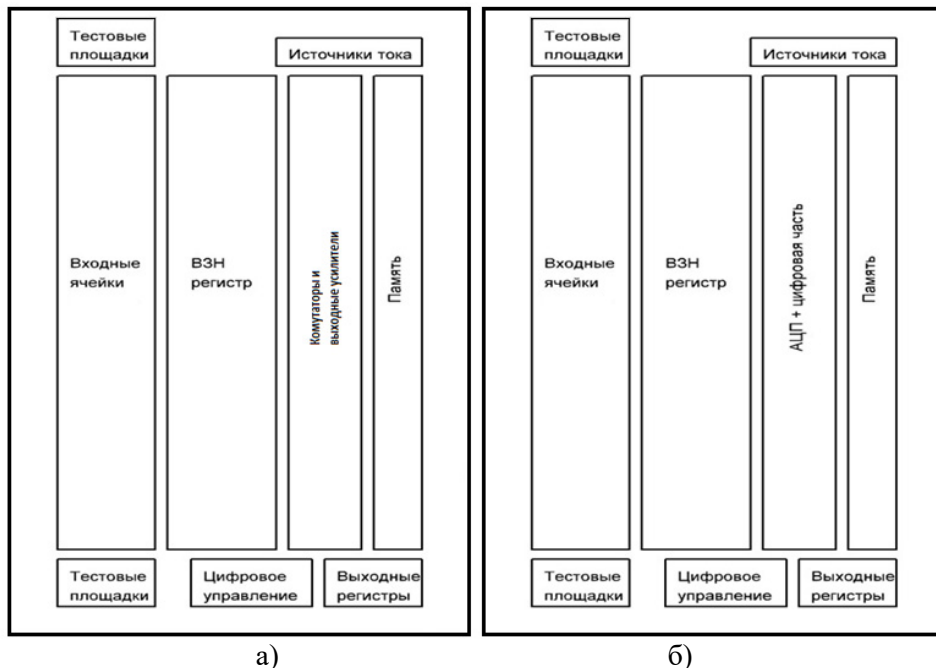 Тестовые
площадки
Источники тока
Входные
ячейки
ВЗН
регистр
Комутаторы и
выходные усилители
Память
Тестовые
площадки
Цифровое
управление
Выходные
регистры
а)
Тестовые
площадки
Источники тока
Входные
ячейки
ВЗН
регистр
АЦП + цифровая часть
Память
Тестовые
площадки
Цифровое
управление
Выходные
регистры
б)